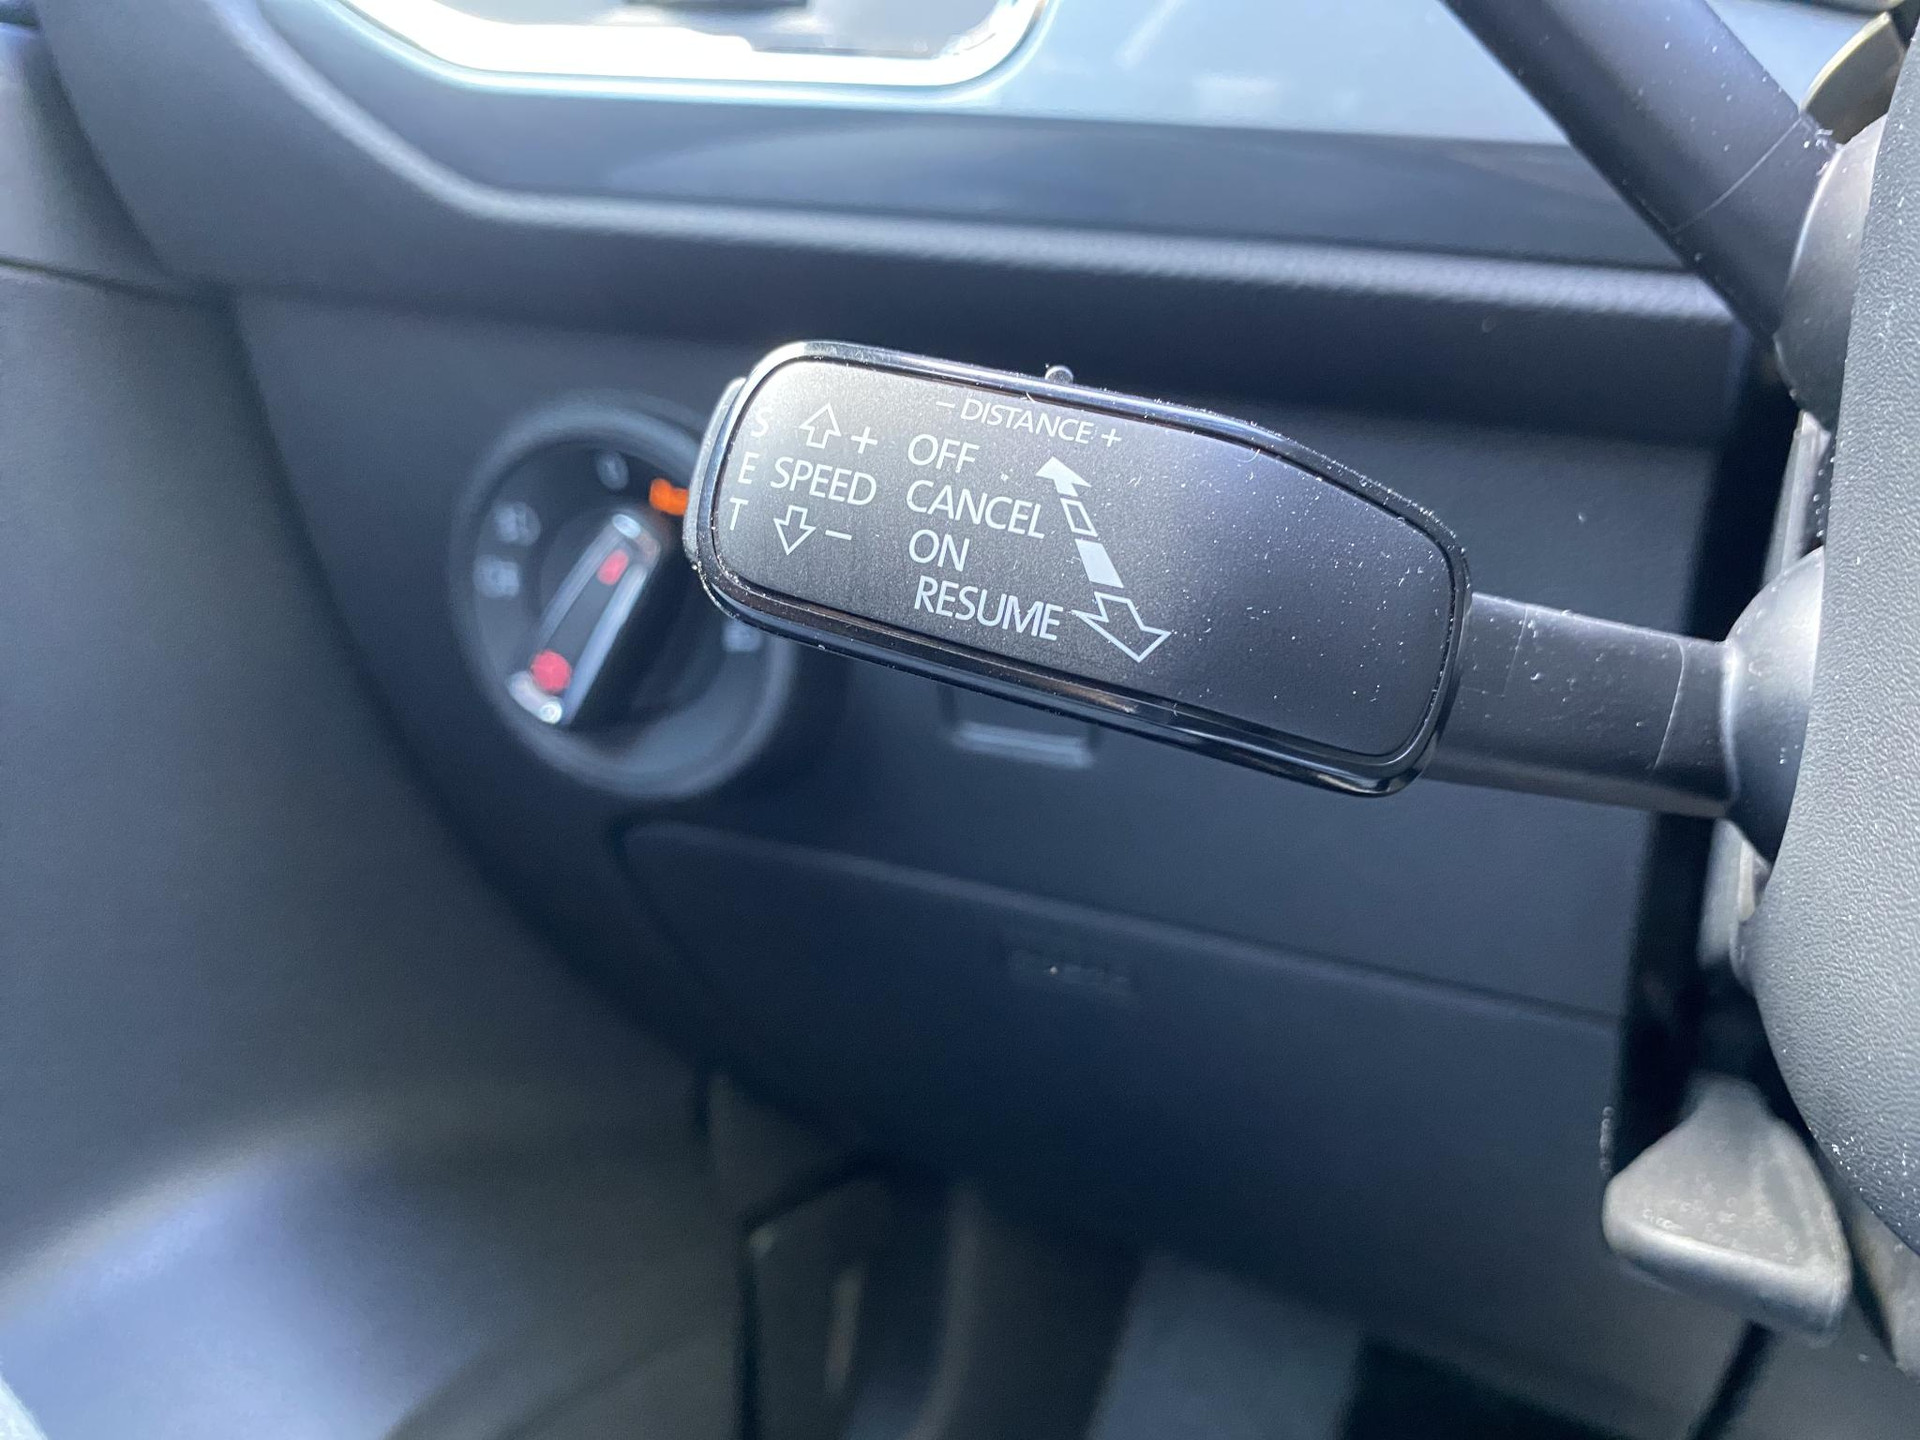 − DISTANCE +
S
E
T
+
SPEED
−
OFF
CANCEL
ON
RESUME